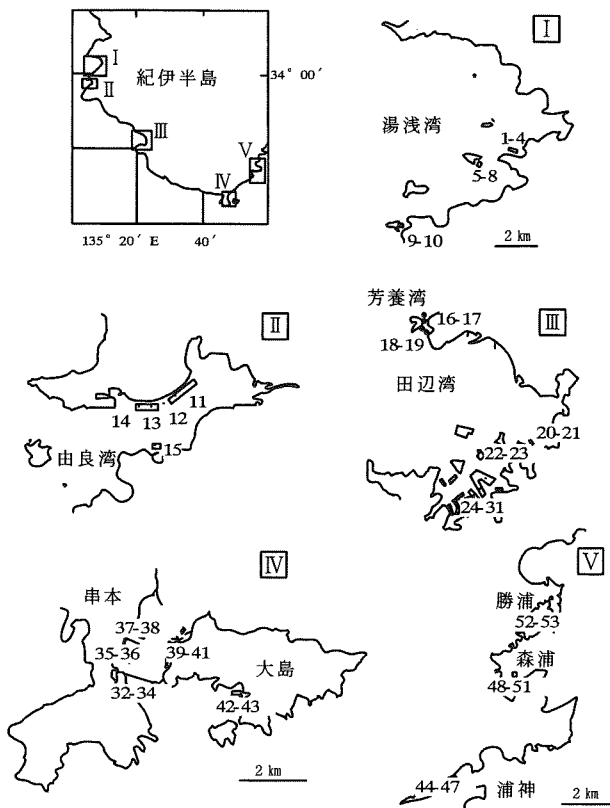 I
II
紀伊半島
34° 00′
III
V
IV
135° 20′ E 40′
I
湯浅湾
1-4
5-8
9-10
2 km
II
11
12
13
14
15
由良湾
芳養湾
16-17
III
18-19
田辺湾
20-21
22-23
24-31
IV
串本
37-38
35-36
39-41
大島
32-34
42-43
2 km
V
勝浦
52-53
森浦
48-51
44-47
浦神
2 km